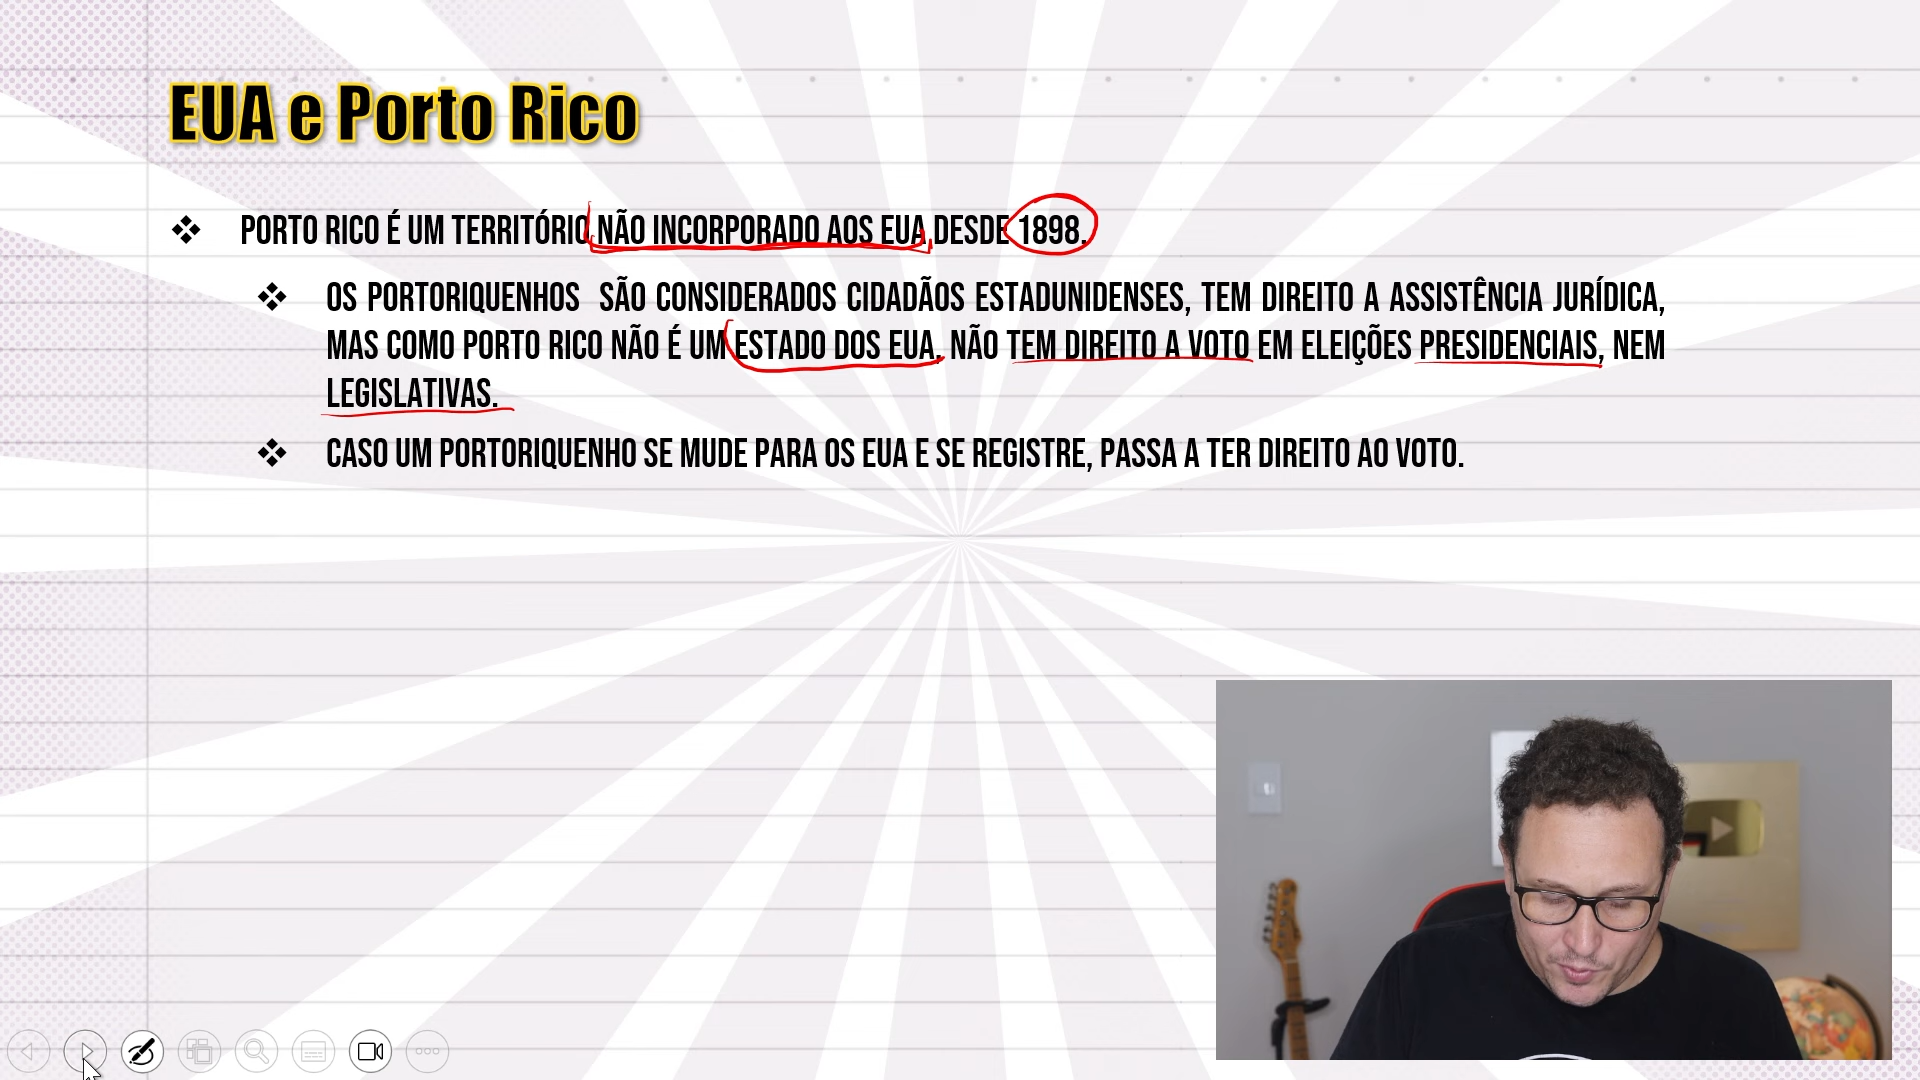 EUA e Porto Rico
PORTO RICO É UM TERRITÓRIO NÃO INCORPORADO AOS EUA DESDE 1898.
OS PORTORIQUENHOS SÃO CONSIDERADOS CIDADÃOS ESTADUNIDENSES, TEM DIREITO A ASSISTÊNCIA JURÍDICA,
MAS COMO PORTO RICO NÃO É UM ESTADO DOS EUA, NÃO TEM DIREITO A VOTO EM ELEIÇÕES PRESIDENCIAIS, NEM
LEGISLATIVAS.
CASO UM PORTORIQUENHO SE MUDE PARA OS EUA E SE REGISTRE, PASSA A TER DIREITO AO VOTO.